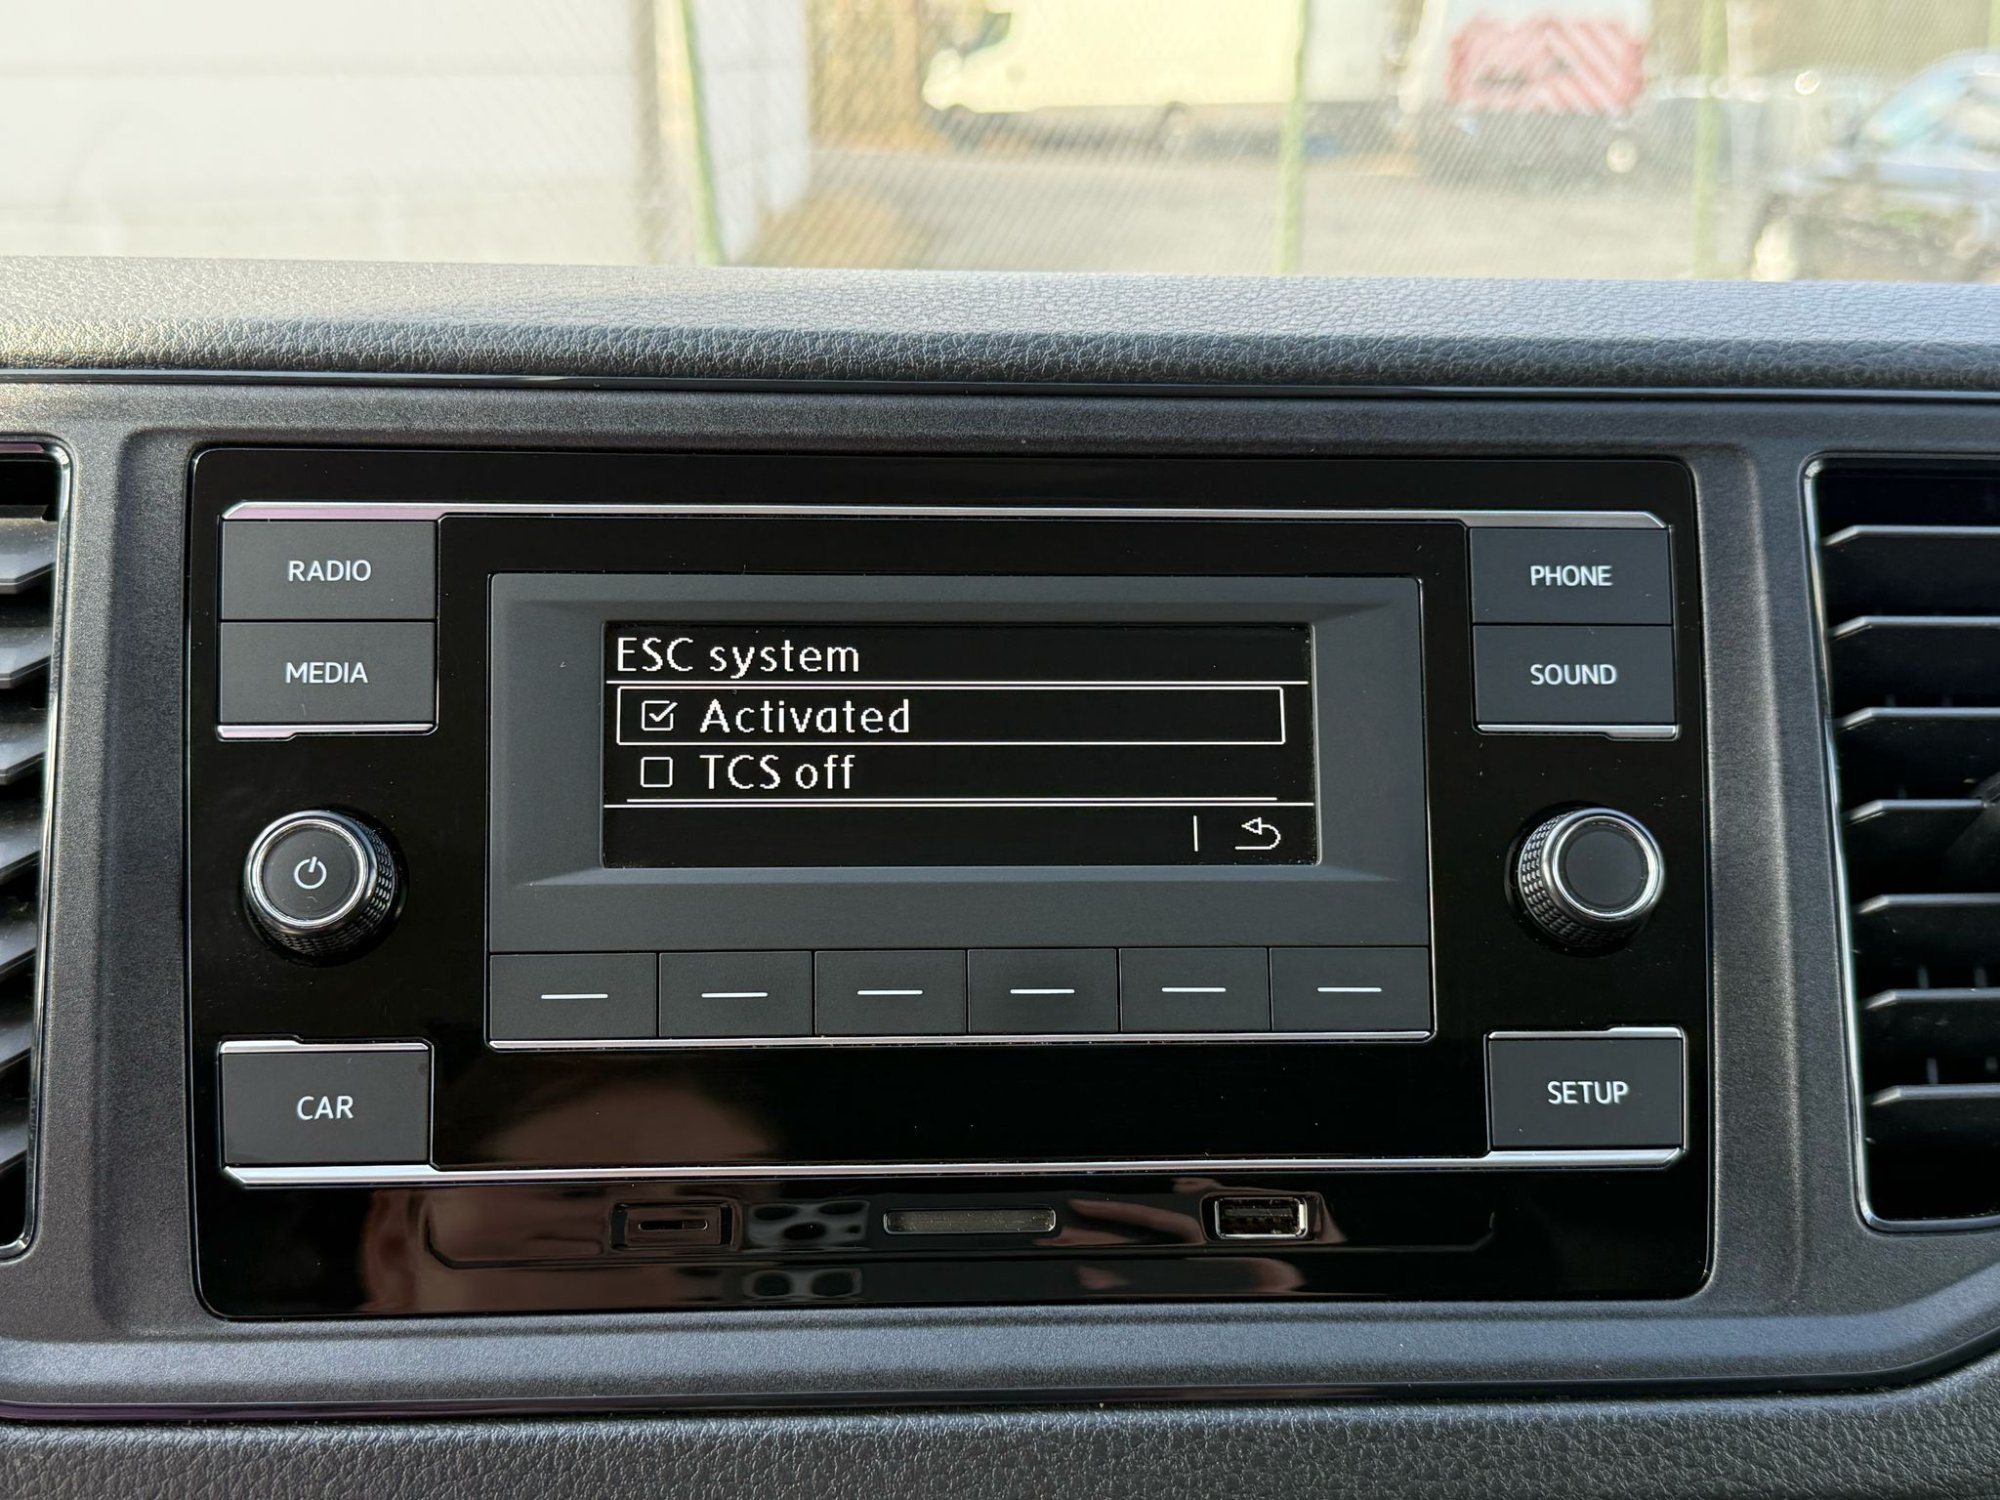 RADIO
MEDIA
PHONE
SOUND
ESC system
Activated
TCS off
CAR
SETUP